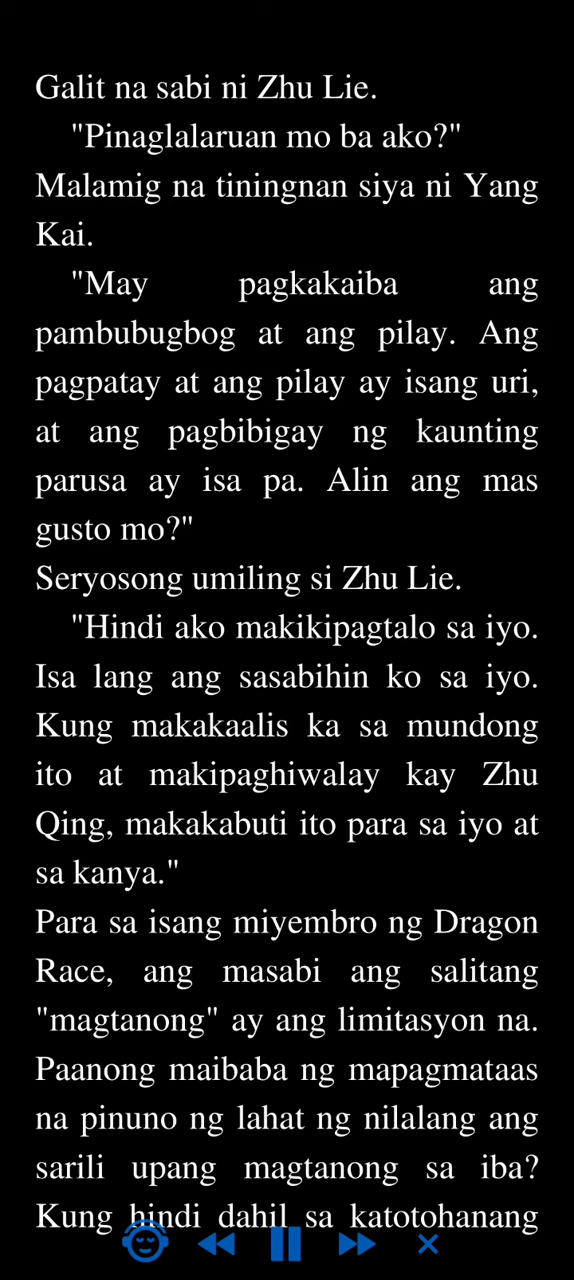 Galit na sabi ni Zhu Lie.
"Pinaglalaruan mo ba ako?"
Malamig na tiningnan siya ni Yang
Kai.
"May pagkakaiba ang
pambubugbog at ang pilay. Ang
pagpatay at ang pilay ay isang uri,
at ang pagbibigay ng kaunting
parusa ay isa pa. Alin ang mas
gusto mo?"
Seryosong umiling si Zhu Lie.
"Hindi ako makikipagtalo sa iyo.
Isa lang ang sasabihin ko sa iyo.
Kung makakaalis ka sa mundong
ito at makipaghiwalay kay Zhu
Qing, makakabuti ito para sa iyo at
sa kanya."
Para sa isang miyembro ng Dragon
Race, ang masabi ang salitang
"magtanong" ay ang limitasyon na.
Paanong maibaba ng mapagmataas
na pinuno ng lahat ng nilalang ang
sarili upang magtanong sa iba?
Kung hindi dahil sa katotohanang